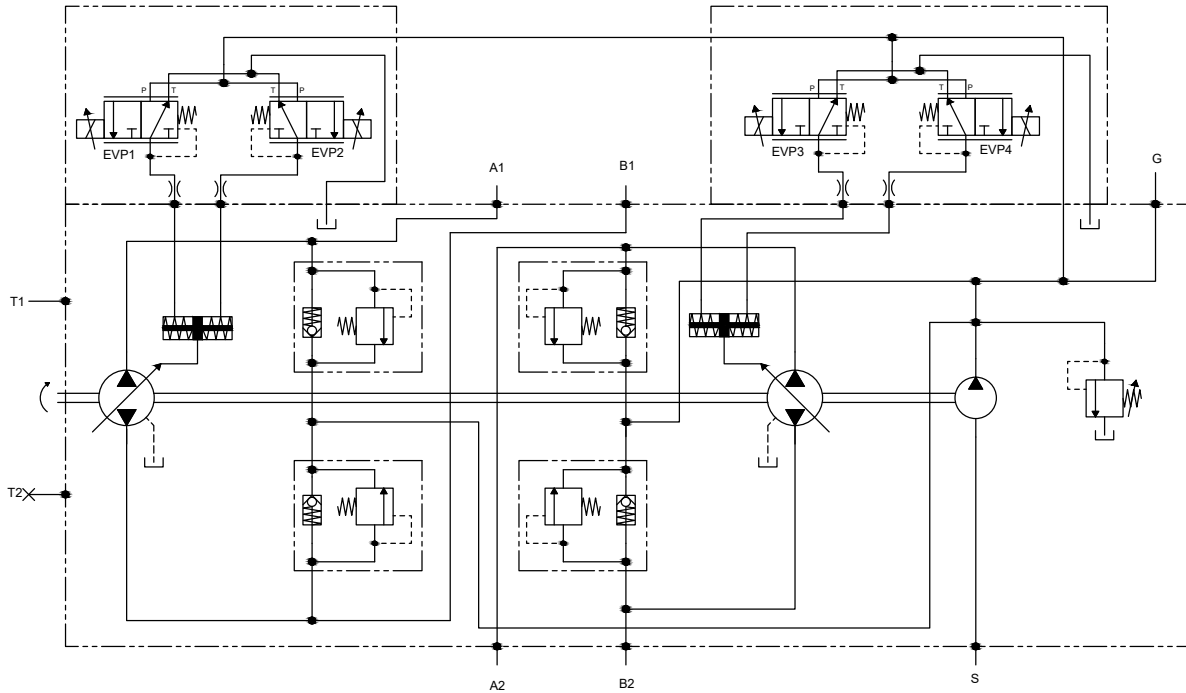 P T T P
P T T P
EVP1 EVP2
EVP3 EVP4
A1 B1 G
T1
T2
A2 B2 S